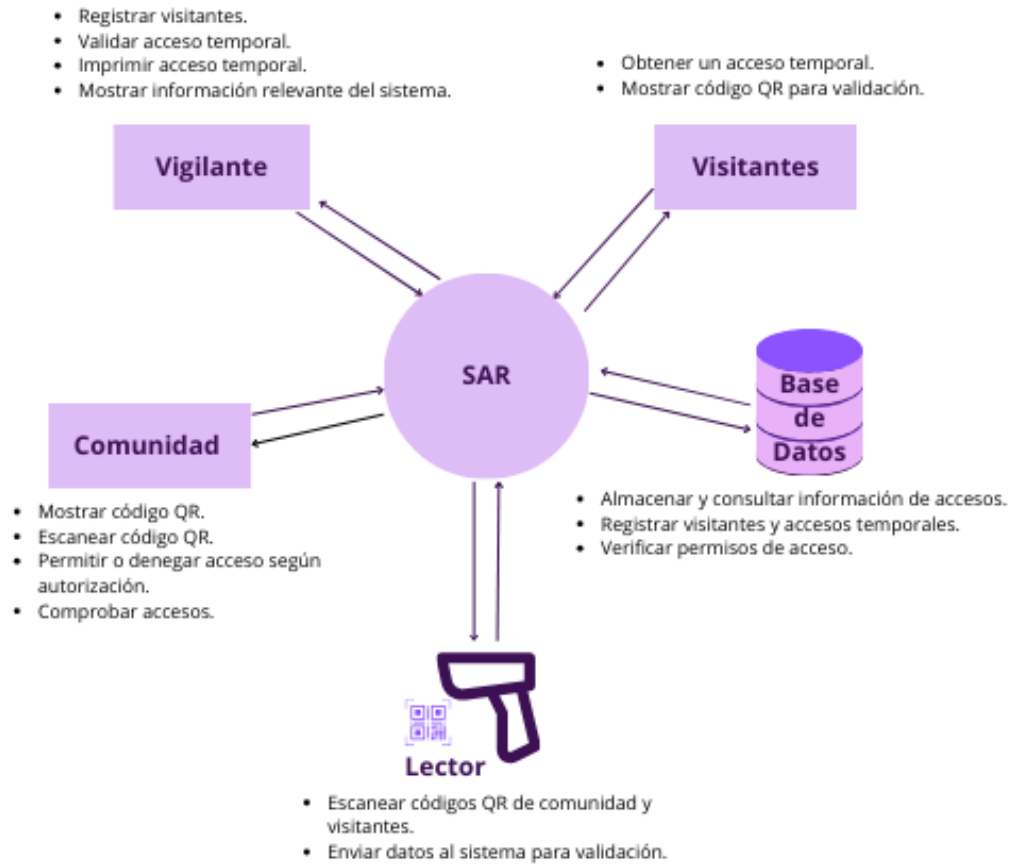 • Registrar visitantes.
• Validar acceso temporal.
• Imprimir acceso temporal.
• Mostrar información relevante del sistema.
• Obtener un acceso temporal.
• Mostrar código QR para validación.
Vigilante
Visitantes
SAR
Base
de
Datos
Comunidad
• Almacenar y consultar información de accesos.
• Registrar visitantes y accesos temporales.
• Verificar permisos de acceso.
• Mostrar código QR.
• Escanear código QR.
• Permitir o denegar acceso según
autorización.
• Comprobar accesos.
Lector
• Escanear códigos QR de comunidad y
visitantes.
• Enviar datos al sistema para validación.